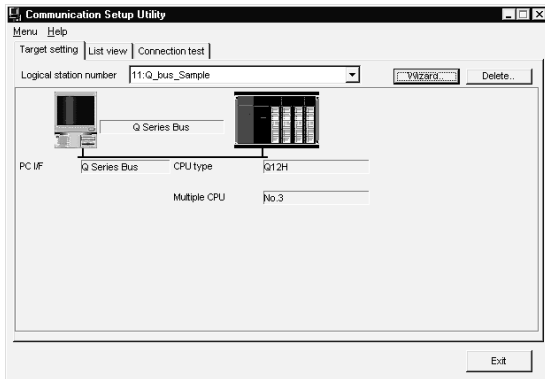 Communication Setup Utility
Menu Help
Target setting List view Connection test
Logical station number 11:Q_bus_Sample Wizard.. Delete..
Q Series Bus
PC I/F Q Series Bus CPU type Q12H
Multiple CPU No.3
Exit